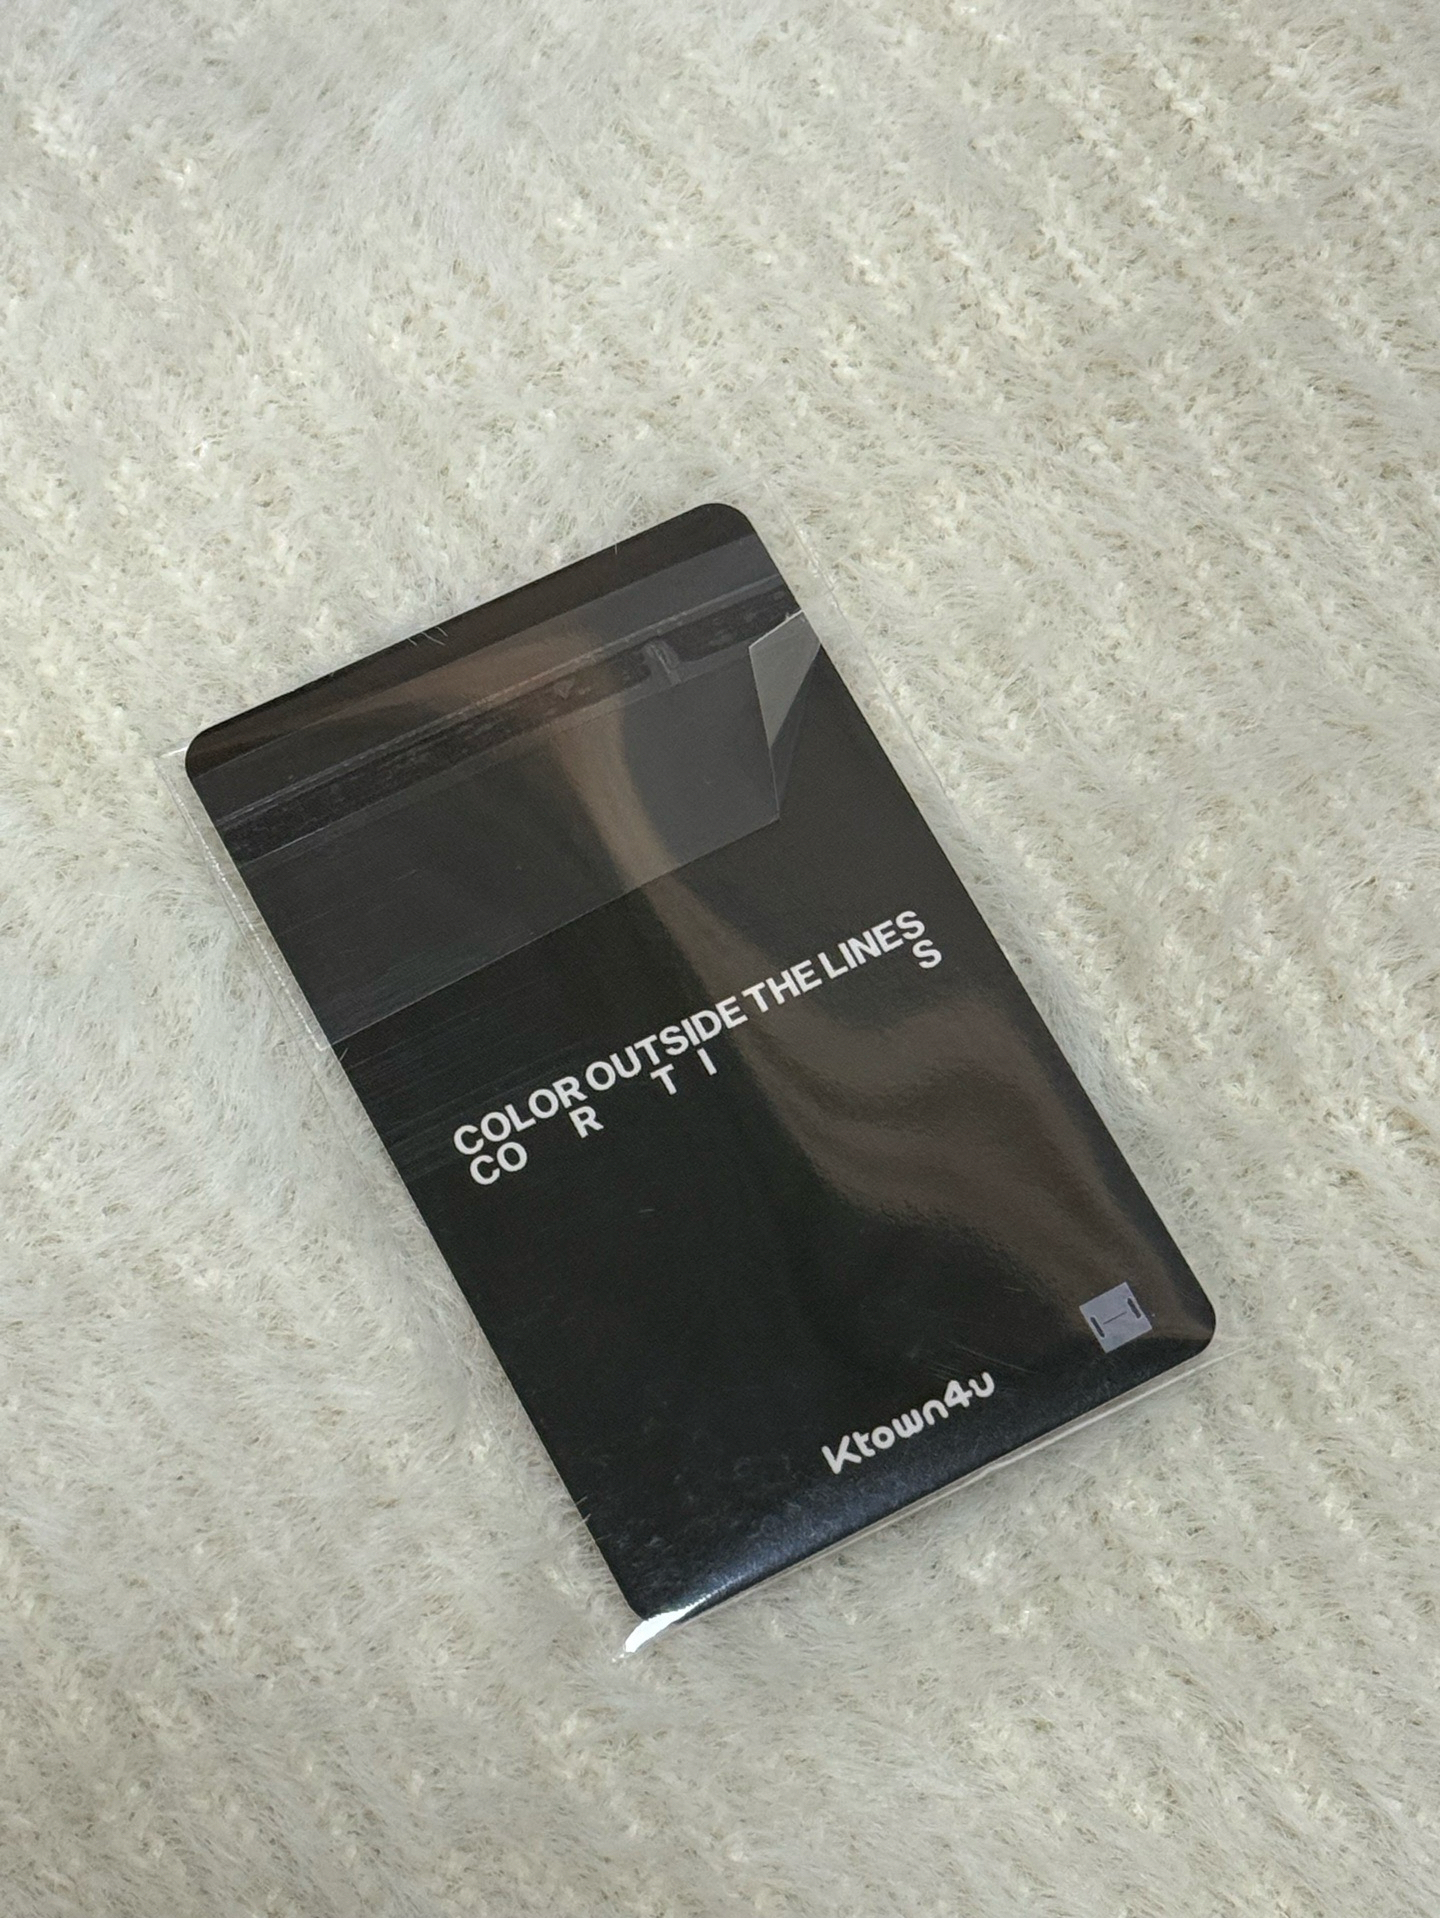 COLOR OUTSIDE THE LINES
CO R T I S
Ktown4u